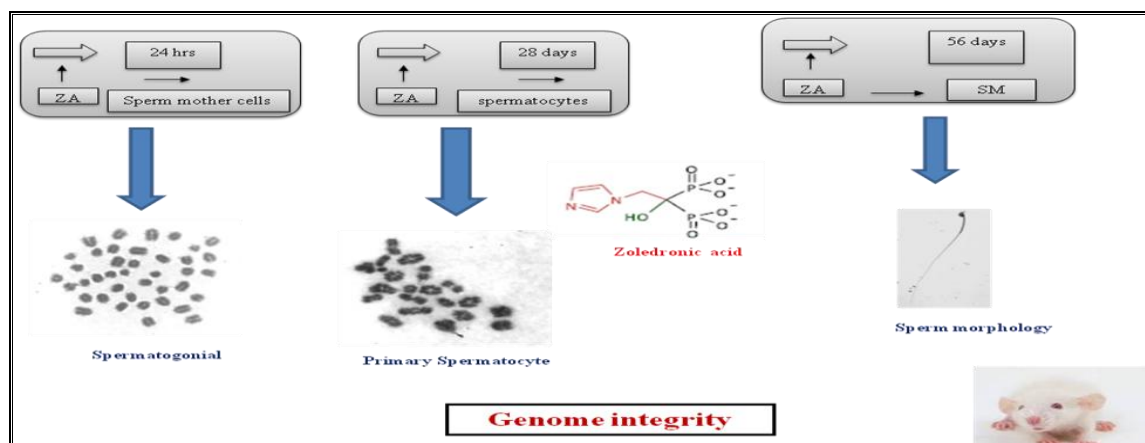 24 hrs
ZA
Sperm mother cells
28 days
ZA
spermatocytes
56 days
ZA
SM
N
N
HO
O
P
O⁻
O⁻
P
O⁻
O⁻
O
Zoledronic acid
Spermatogonial
Primary Spermatocyte
Sperm morphology
Genome integrity